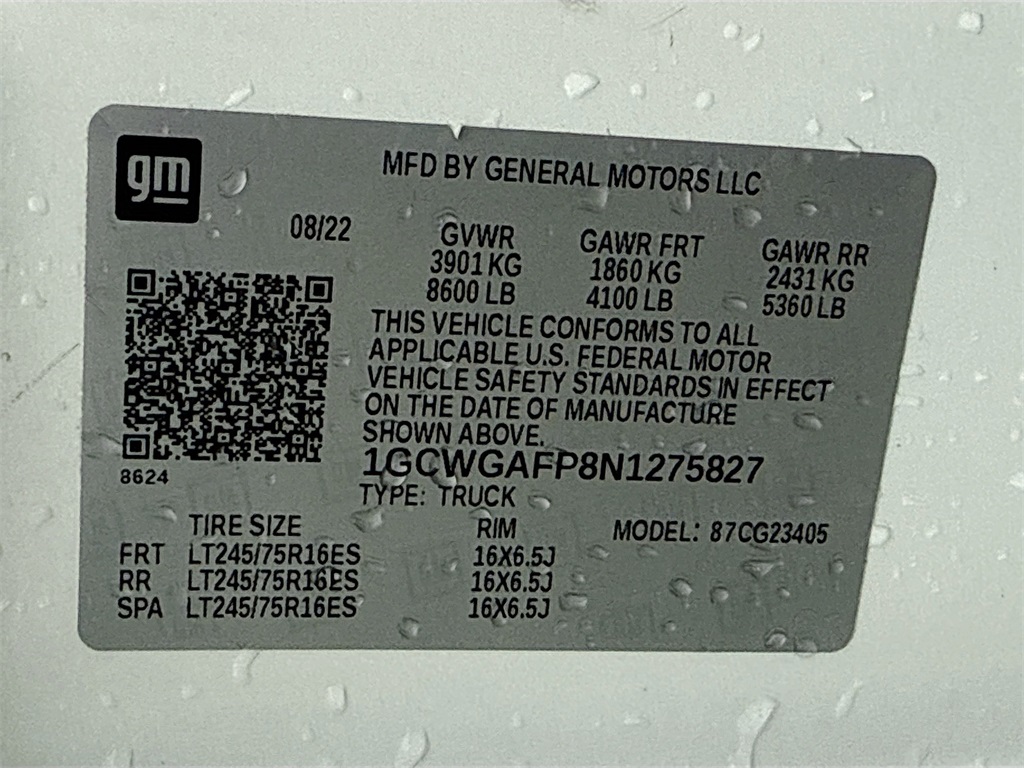 gm
MFD BY GENERAL MOTORS LLC
08/22 GVWR GAWR FRT GAWR RR
3901 KG 1860 KG 2431 KG
8600 LB 4100 LB 5360 LB
THIS VEHICLE CONFORMS TO ALL
APPLICABLE U.S. FEDERAL MOTOR
VEHICLE SAFETY STANDARDS IN EFFECT
ON THE DATE OF MANUFACTURE
SHOWN ABOVE.
8624
1GCWGAFP8N1275827
TYPE: TRUCK
TIRE SIZE RIM MODEL: 87CG23405
FRT LT245/75R16ES 16X6.5J
RR LT245/75R16ES 16X6.5J
SPA LT245/75R16ES 16X6.5J